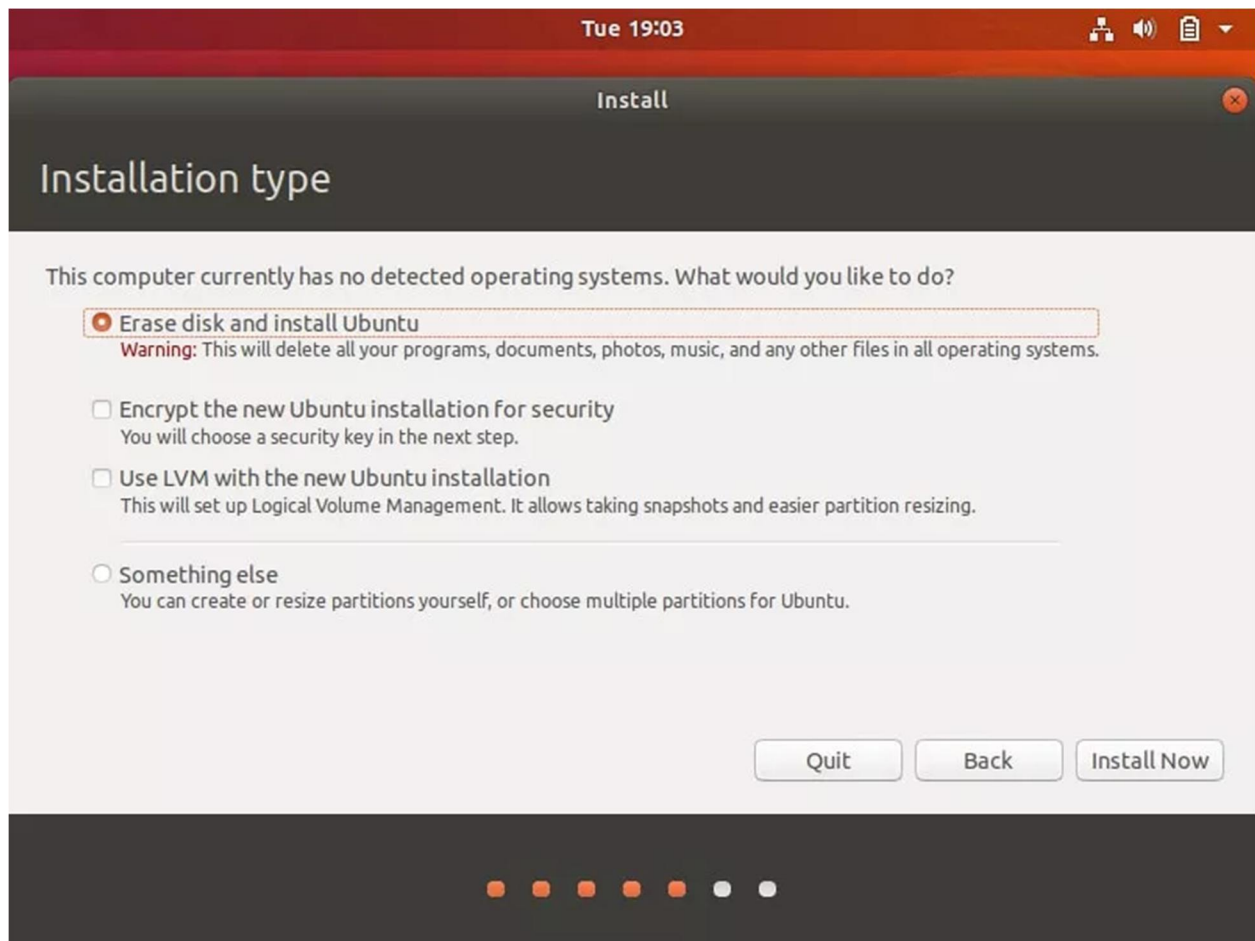 Tue 19:03
Install
Installation type
This computer currently has no detected operating systems. What would you like to do?
Erase disk and install Ubuntu
Warning: This will delete all your programs, documents, photos, music, and any other files in all operating systems.
Encrypt the new Ubuntu installation for security
You will choose a security key in the next step.
Use LVM with the new Ubuntu installation
This will set up Logical Volume Management. It allows taking snapshots and easier partition resizing.
Something else
You can create or resize partitions yourself, or choose multiple partitions for Ubuntu.
Quit Back Install Now